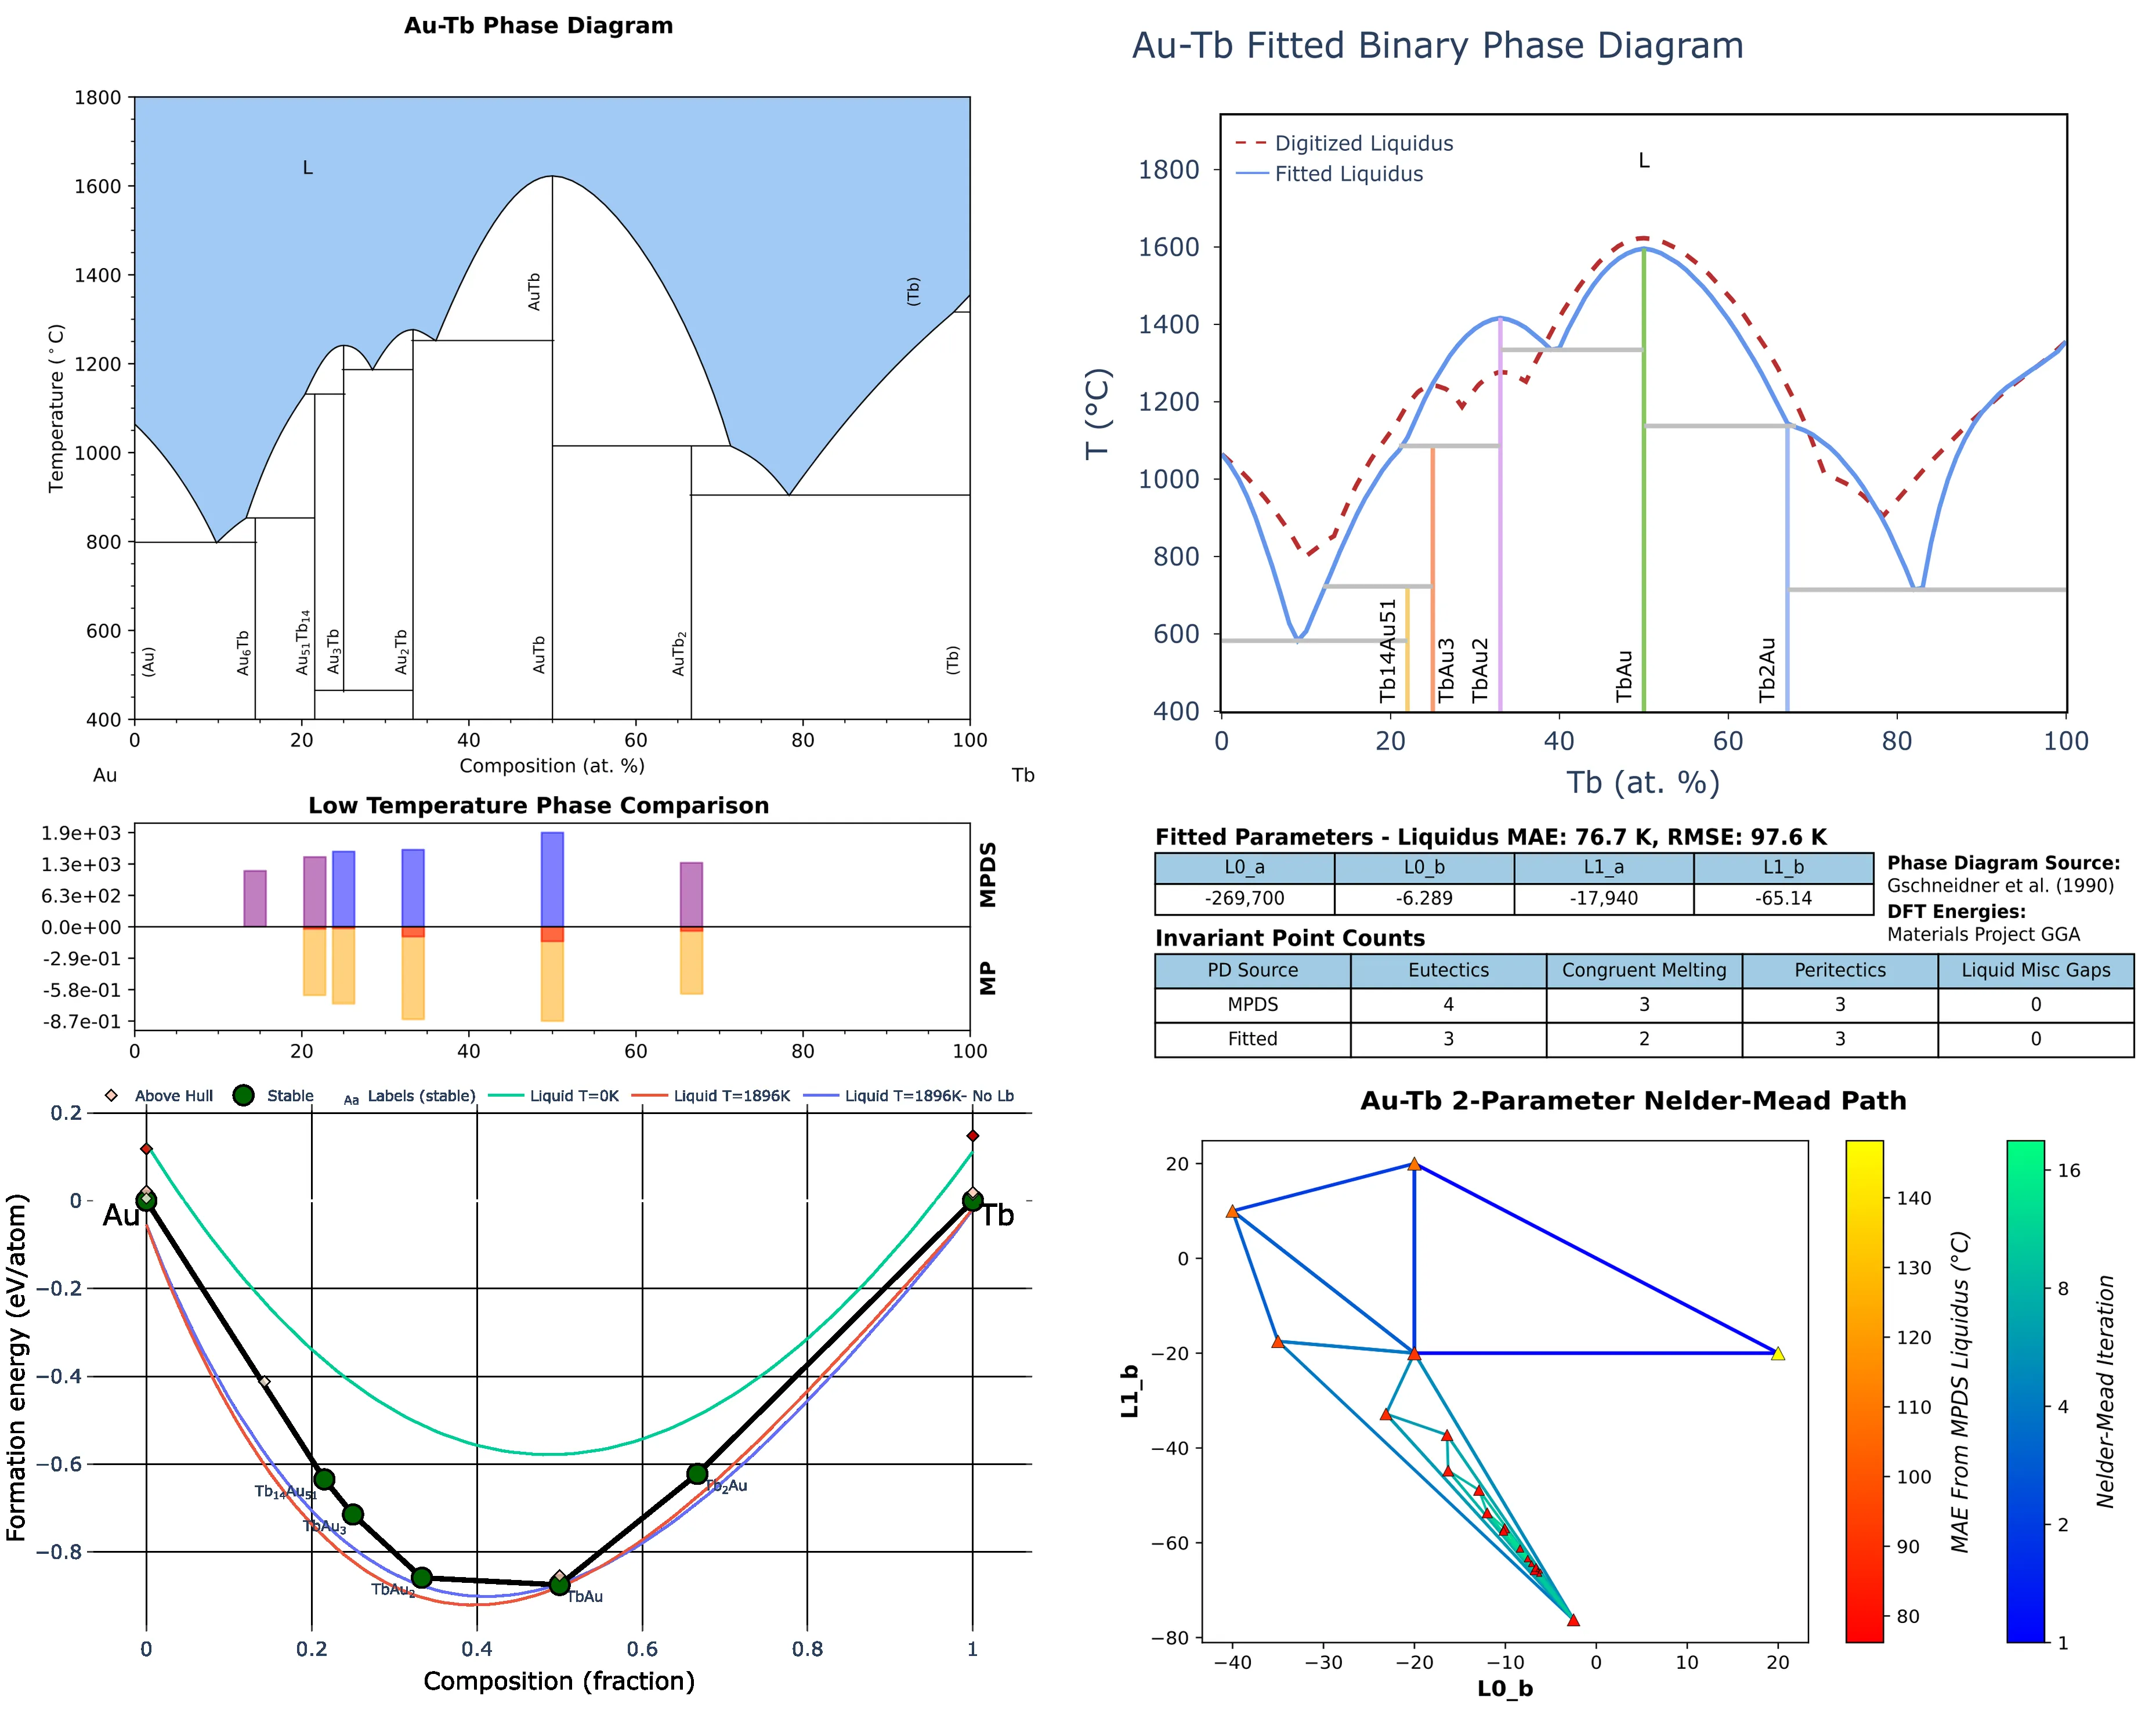 Au-Tb Phase Diagram
1800
1600
1400
1200
1000
800
600
400
Temperature (°C)
L
AuTb
(Tb)
(Au)
Au6Tb
Au51Tb14
Au3Tb
Au2Tb
AuTb
AuTb2
(Tb)
0 20 40 60 80 100
Composition (at. %)
Au Tb
Au-Tb Fitted Binary Phase Diagram
Digitized Liquidus
Fitted Liquidus
L
1800
1600
1400
1200
1000
800
600
400
T (°C)
Tb14Au51
TbAu3
TbAu2
TbAu
Tb2Au
0 20 40 60 80 100
Tb (at. %)
Low Temperature Phase Comparison
1.9e+03
1.3e+03
6.3e+02
0.0e+00
-2.9e-01
-5.8e-01
-8.7e-01
MPDS
MP
0 20 40 60 80 100
Fitted Parameters - Liquidus MAE: 76.7 K, RMSE: 97.6 K
L0_a L0_b L1_a L1_b
-269,700 -6.289 -17,940 -65.14
Phase Diagram Source:
Gschneidner et al. (1990)
DFT Energies:
Materials Project GGA
Invariant Point Counts
PD Source Eutectics Congruent Melting Peritectics Liquid Misc Gaps
MPDS 4 3 3 0
Fitted 3 2 3 0
Above Hull Stable Aa Labels (stable) Liquid T=0K Liquid T=1896K Liquid T=1896K- No Lb
0.2
0
−0.2
−0.4
−0.6
−0.8
Formation energy (eV/atom)
Au
Tb
Tb14Au51
TbAu3
TbAu2
TbAu
Tb2Au
0 0.2 0.4 0.6 0.8 1
Composition (fraction)
Au-Tb 2-Parameter Nelder-Mead Path
20
0
−20
−40
−60
−80
L1_b
−40 −30 −20 −10 0 10 20
L0_b
140
130
120
110
100
90
80
MAE From MPDS Liquidus (°C)
16
8
4
2
1
Nelder-Mead Iteration